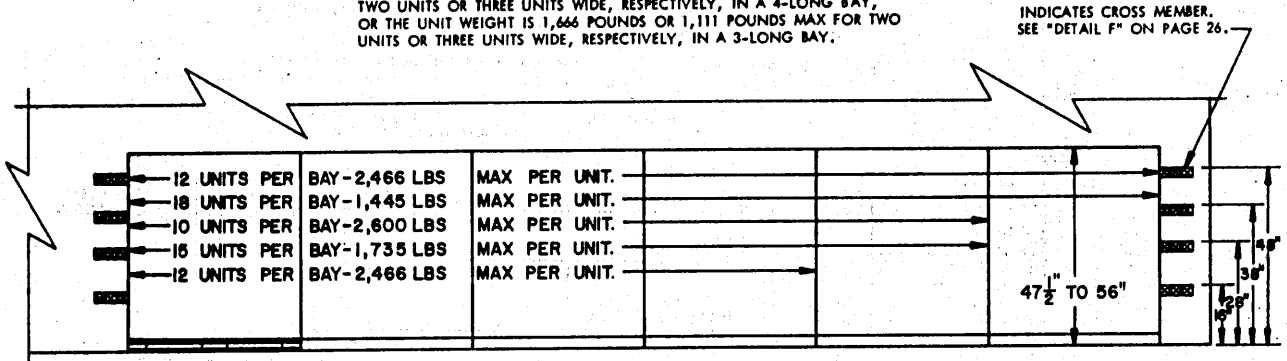 TWO UNITS OR THREE UNITS WIDE, RESPECTIVELY, IN A 4-LONG BAY,
OR THE UNIT WEIGHT IS 1,666 POUNDS OR 1,111 POUNDS MAX FOR TWO
UNITS OR THREE UNITS WIDE, RESPECTIVELY, IN A 3-LONG BAY.
INDICATES CROSS MEMBER.
SEE "DETAIL F" ON PAGE 26.
12 UNITS PER BAY-2,466 LBS MAX PER UNIT.
18 UNITS PER BAY-1,445 LBS MAX PER UNIT.
10 UNITS PER BAY-2,600 LBS MAX PER UNIT.
15 UNITS PER BAY-1,735 LBS MAX PER UNIT.
12 UNITS PER BAY-2,466 LBS MAX PER UNIT.
47 1/2" TO 56"
16"
28"
38"
48"